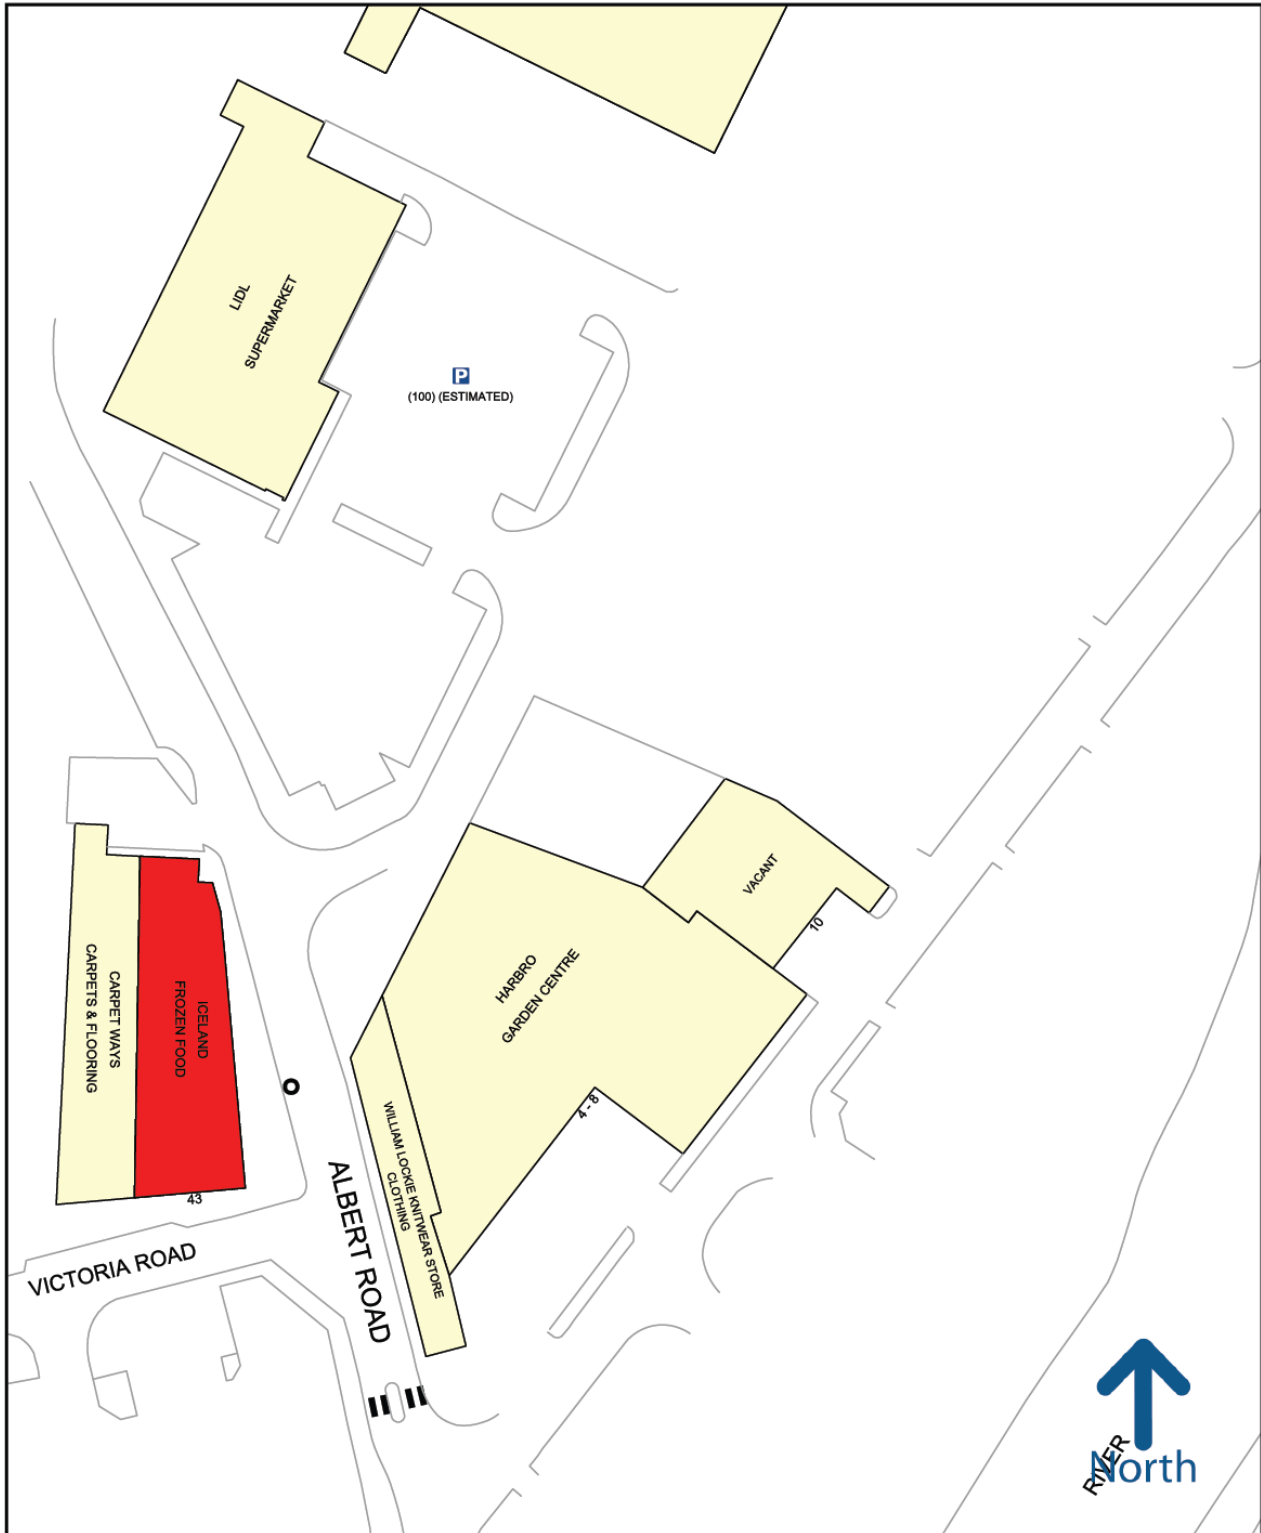 LIDL
SUPERMARKET
P
(100) (ESTIMATED)
VACANT
10
HARBRO
GARDEN CENTRE
4 - 8
CARPET WAYS
CARPETS & FLOORING
ICELAND
FROZEN FOOD
43
WILLIAM LOCKIE KNITWEAR STORE
CLOTHING
ALBERT ROAD
VICTORIA ROAD
RIVER
North